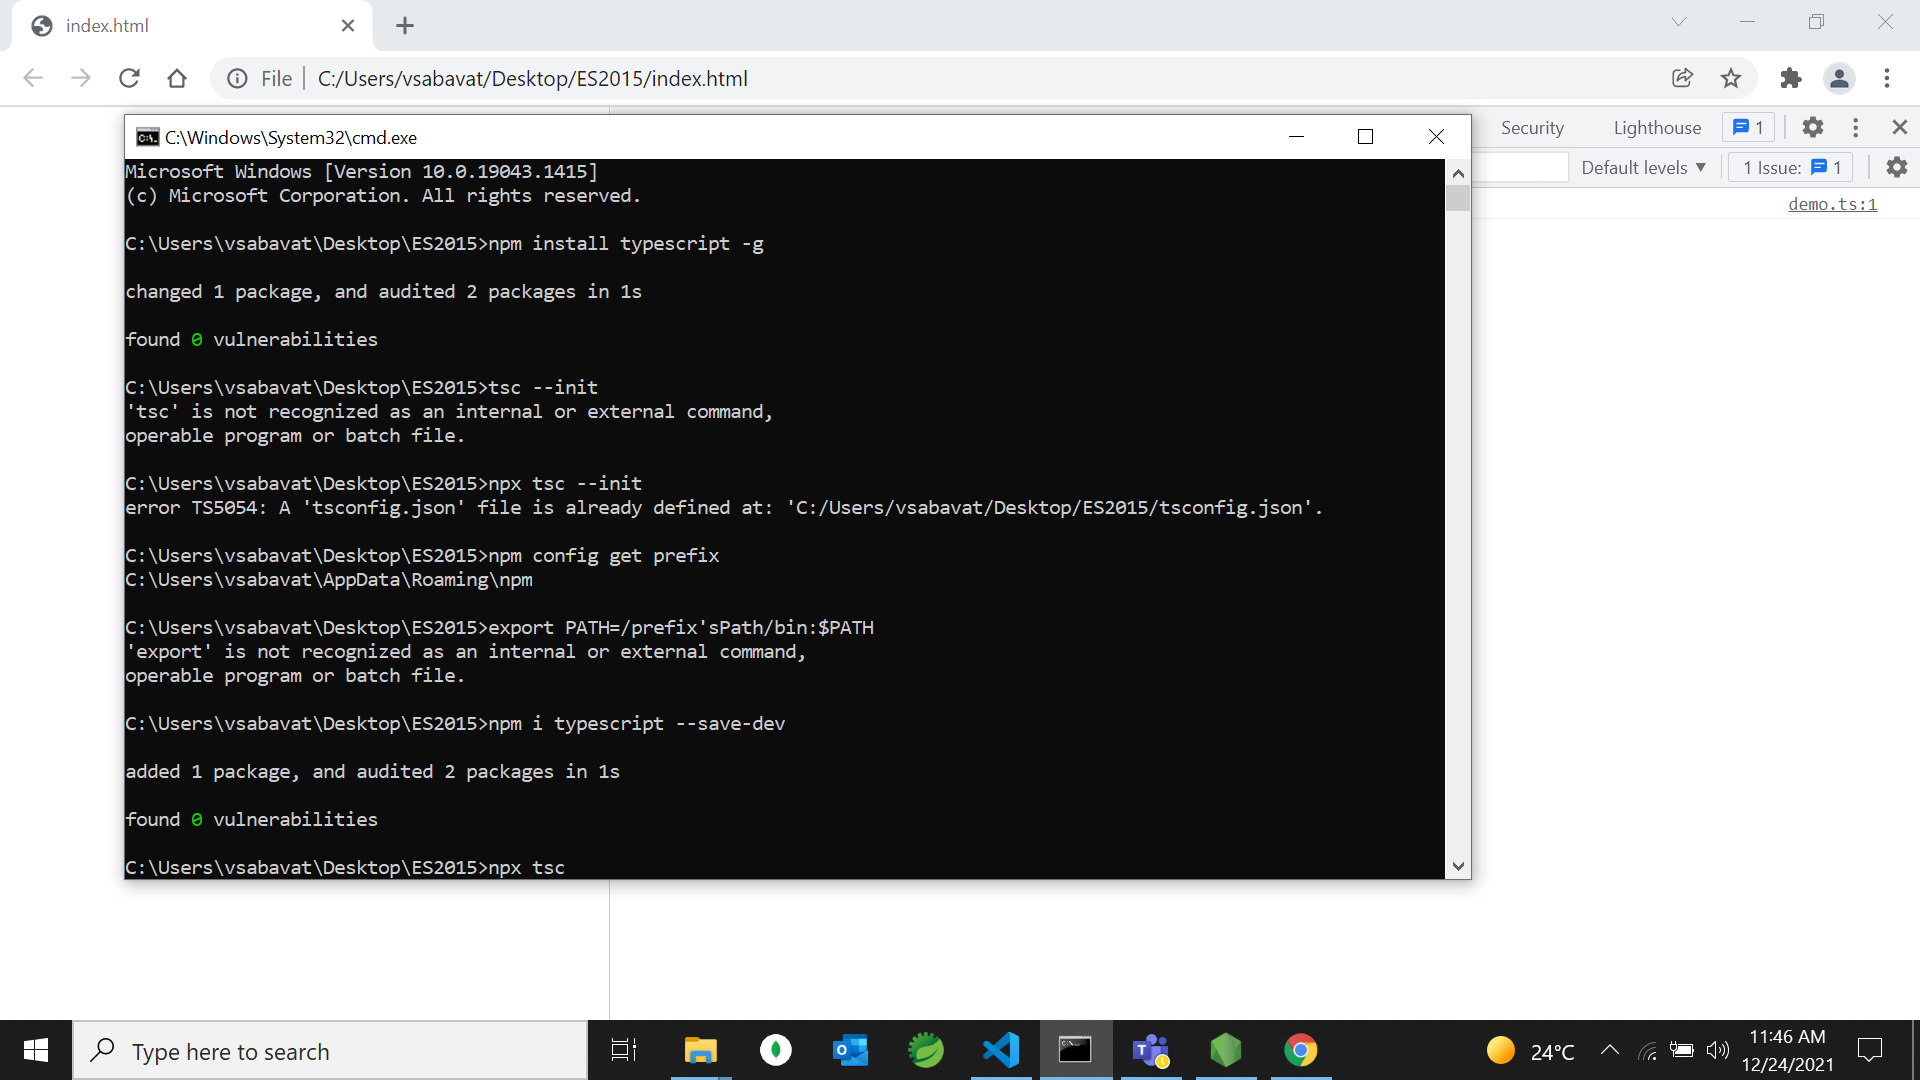 index.html
File
C:/Users/vsabavat/Desktop/ES2015/index.html
Security
Lighthouse
1
Default levels
1 Issue:
1
demo.ts:1
C:\Windows\System32\cmd.exe
Microsoft Windows [Version 10.0.19043.1415]
(c) Microsoft Corporation. All rights reserved.
C:\Users\vsabavat\Desktop\ES2015>npm install typescript -g
changed 1 package, and audited 2 packages in 1s
found 0 vulnerabilities
C:\Users\vsabavat\Desktop\ES2015>tsc --init
'tsc' is not recognized as an internal or external command,
operable program or batch file.
C:\Users\vsabavat\Desktop\ES2015>npx tsc --init
error TS5054: A 'tsconfig.json' file is already defined at: 'C:/Users/vsabavat/Desktop/ES2015/tsconfig.json'.
C:\Users\vsabavat\Desktop\ES2015>npm config get prefix
C:\Users\vsabavat\AppData\Roaming\npm
C:\Users\vsabavat\Desktop\ES2015>export PATH=/prefix'sPath/bin:$PATH
'export' is not recognized as an internal or external command,
operable program or batch file.
C:\Users\vsabavat\Desktop\ES2015>npm i typescript --save-dev
added 1 package, and audited 2 packages in 1s
found 0 vulnerabilities
C:\Users\vsabavat\Desktop\ES2015>npx tsc
Type here to search
24°C
11:46 AM
12/24/2021